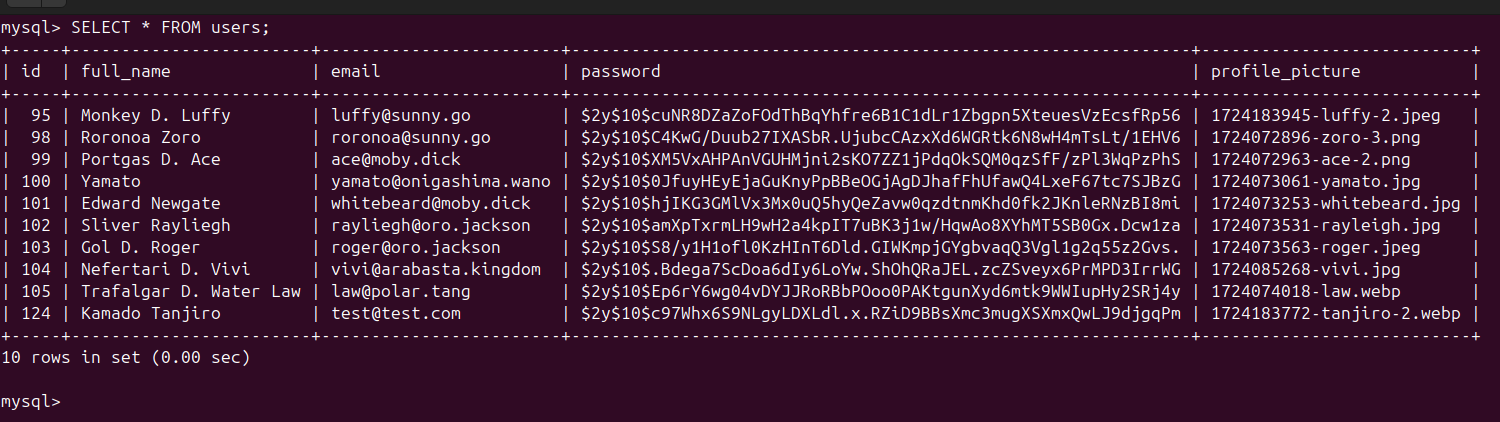 mysql> SELECT * FROM users;
+-----+-------------------------+------------------------+--------------------------------------------------------------+---------------------------+
| id  | full_name               | email                  | password                                                     | profile_picture           |
+-----+-------------------------+------------------------+--------------------------------------------------------------+---------------------------+
|  95 | Monkey D. Luffy         | luffy@sunny.go         | $2y$10$cuNR8DZaZoFOdThBqYhfre6B1C1dLr1Zbgpn5XteuesVzEcsfRp56 | 1724183945-luffy-2.jpeg   |
|  98 | Roronoa Zoro            | roronoa@sunny.go       | $2y$10$C4KwG/Duub27IXASbR.UjubcCAzxXd6WGRtk6N8wH4mTsLt/1EHV6 | 1724072896-zoro-3.png     |
|  99 | Portgas D. Ace          | ace@moby.dick          | $2y$10$XM5VxAHPAnVGUHMjni2sKO7ZZ1jPdqOkSQM0qzSfF/zPl3WqPzPhS | 1724072963-ace-2.png      |
| 100 | Yamato                  | yamato@onigashima.wano | $2y$10$0JfuyHEyEjaGuKnyPpBBeOGjAgDJhafFhUfawQ4LxeF67tc7SJBzG | 1724073061-yamato.jpg     |
| 101 | Edward Newgate          | whitebeard@moby.dick   | $2y$10$hjIKG3GMlVx3Mx0uQ5hyQeZavw0qzdtnmKhd0fk2JKnleRNzBI8mi | 1724073253-whitebeard.jpg |
| 102 | Sliver Rayliegh         | rayliegh@oro.jackson   | $2y$10$amXpTxrmLH9wH2a4kpIT7uBK3j1w/HqwAo8XYhMT5SB0Gx.Dcw1za | 1724073531-rayleigh.jpg   |
| 103 | Gol D. Roger            | roger@oro.jackson      | $2y$10$S8/y1H1ofl0KzHInT6Dld.GIWKmpjGYgbvaqQ3Vgl1g2q55z2Gvs. | 1724073563-roger.jpeg     |
| 104 | Nefertari D. Vivi       | vivi@arabasta.kingdom  | $2y$10$.Bdega7ScDoa6dIy6LoYw.ShOhQRaJEL.zcZSveyx6PrMPD3IrrWG | 1724085268-vivi.jpg       |
| 105 | Trafalgar D. Water Law | law@polar.tang         | $2y$10$Ep6rY6wg04vDYJJRoRBbPOoo0PAKtgunXyd6mtk9WWIupHy2SRj4y | 1724074018-law.webp       |
| 124 | Kamado Tanjiro          | test@test.com          | $2y$10$c97Whx6S9NLgyLDXLdl.x.RZiD9BBsXmc3mugXSXmxQwLJ9djgqPm | 1724183772-tanjiro-2.webp |
+-----+-------------------------+------------------------+--------------------------------------------------------------+---------------------------+
10 rows in set (0.00 sec)
mysql>